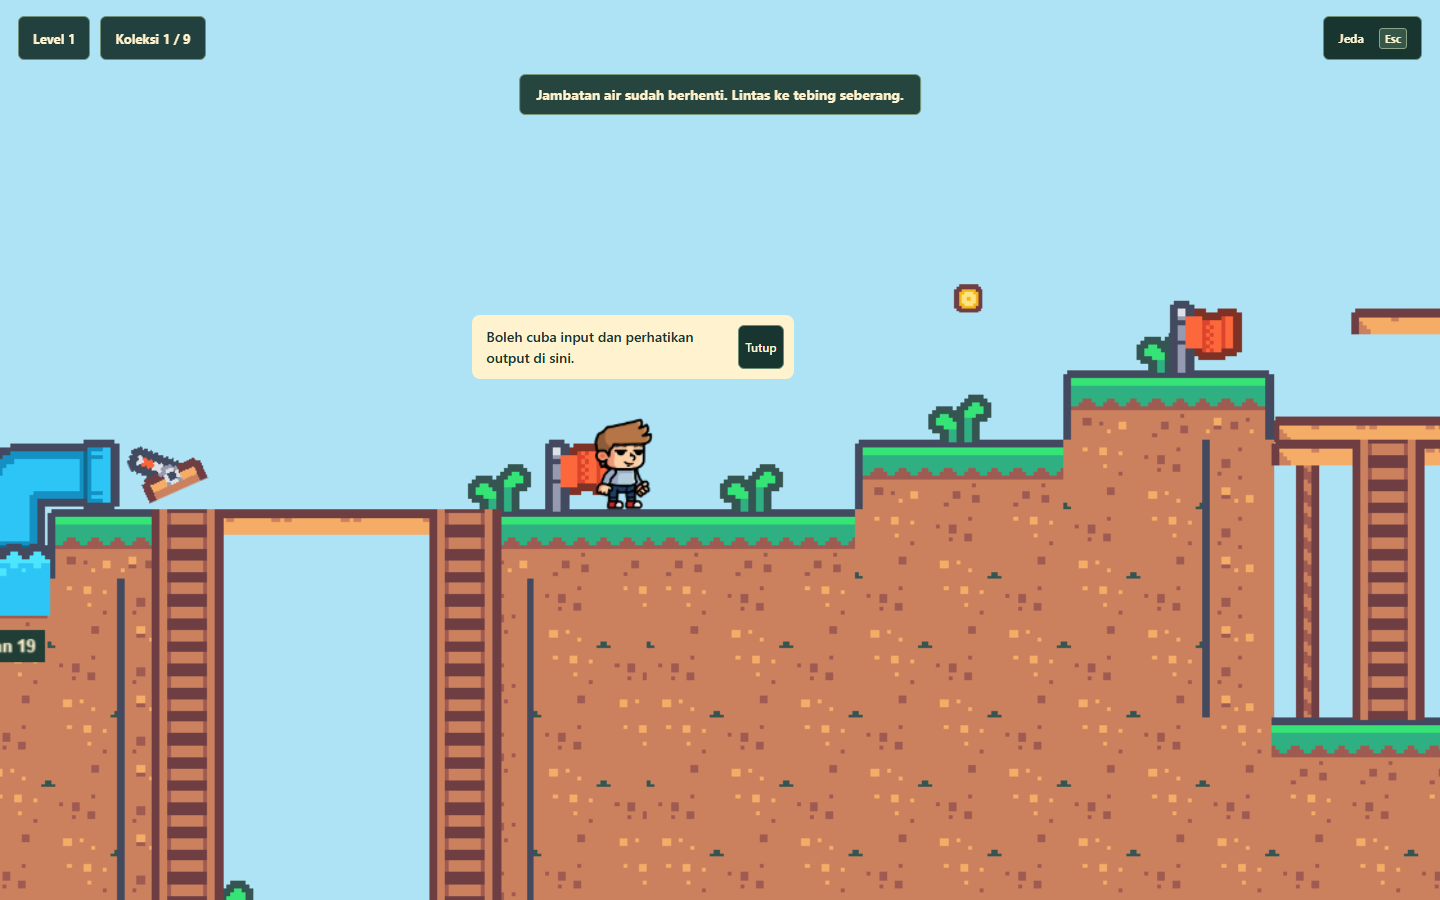 Level 1
Koleksi 1 / 9
Jeda Esc
Jambatan air sudah berhenti. Lintas ke tebing seberang.
Boleh cuba input dan perhatikan
output di sini.
Tutup
19